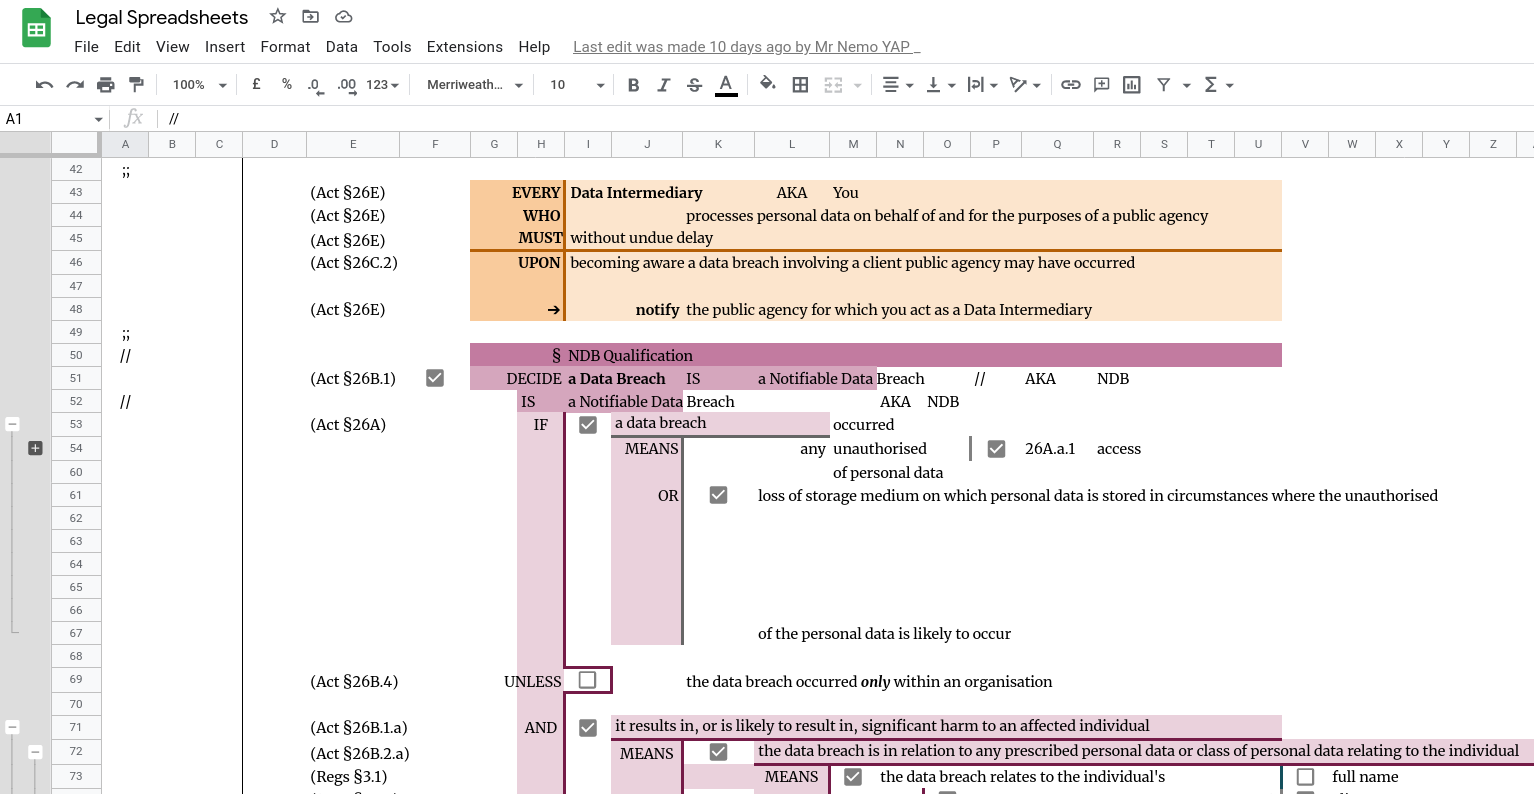 Legal Spreadsheets
File Edit View Insert Format Data Tools Extensions Help Last edit was made 10 days ago by Mr Nemo YAP _
100% £ % .0 .00 123 Merriweath... 10 B I S A Σ
A1 fx //
A B C D E F G H I J K L M N O P Q R S T U V W X Y Z
42 ;;
43 (Act §26E) EVERY Data Intermediary AKA You
44 (Act §26E) WHO processes personal data on behalf of and for the purposes of a public agency
45 (Act §26E) MUST without undue delay
46 (Act §26C.2) UPON becoming aware a data breach involving a client public agency may have occurred
47
48 (Act §26E) ➔ notify the public agency for which you act as a Data Intermediary
49 ;;
50 // § NDB Qualification
51 (Act §26B.1) DECIDE a Data Breach IS a Notifiable Data Breach // AKA NDB
52 // IS a Notifiable Data Breach AKA NDB
53 (Act §26A) IF a data breach occurred
54 MEANS any unauthorised 26A.a.1 access
60 of personal data
61 OR loss of storage medium on which personal data is stored in circumstances where the unauthorised
62
63
64
65
66
67 of the personal data is likely to occur
68
69 (Act §26B.4) UNLESS the data breach occurred only within an organisation
70
71 (Act §26B.1.a) AND it results in, or is likely to result in, significant harm to an affected individual
72 (Act §26B.2.a) MEANS the data breach is in relation to any prescribed personal data or class of personal data relating to the individual
73 (Regs §3.1) MEANS the data breach relates to the individual's full name